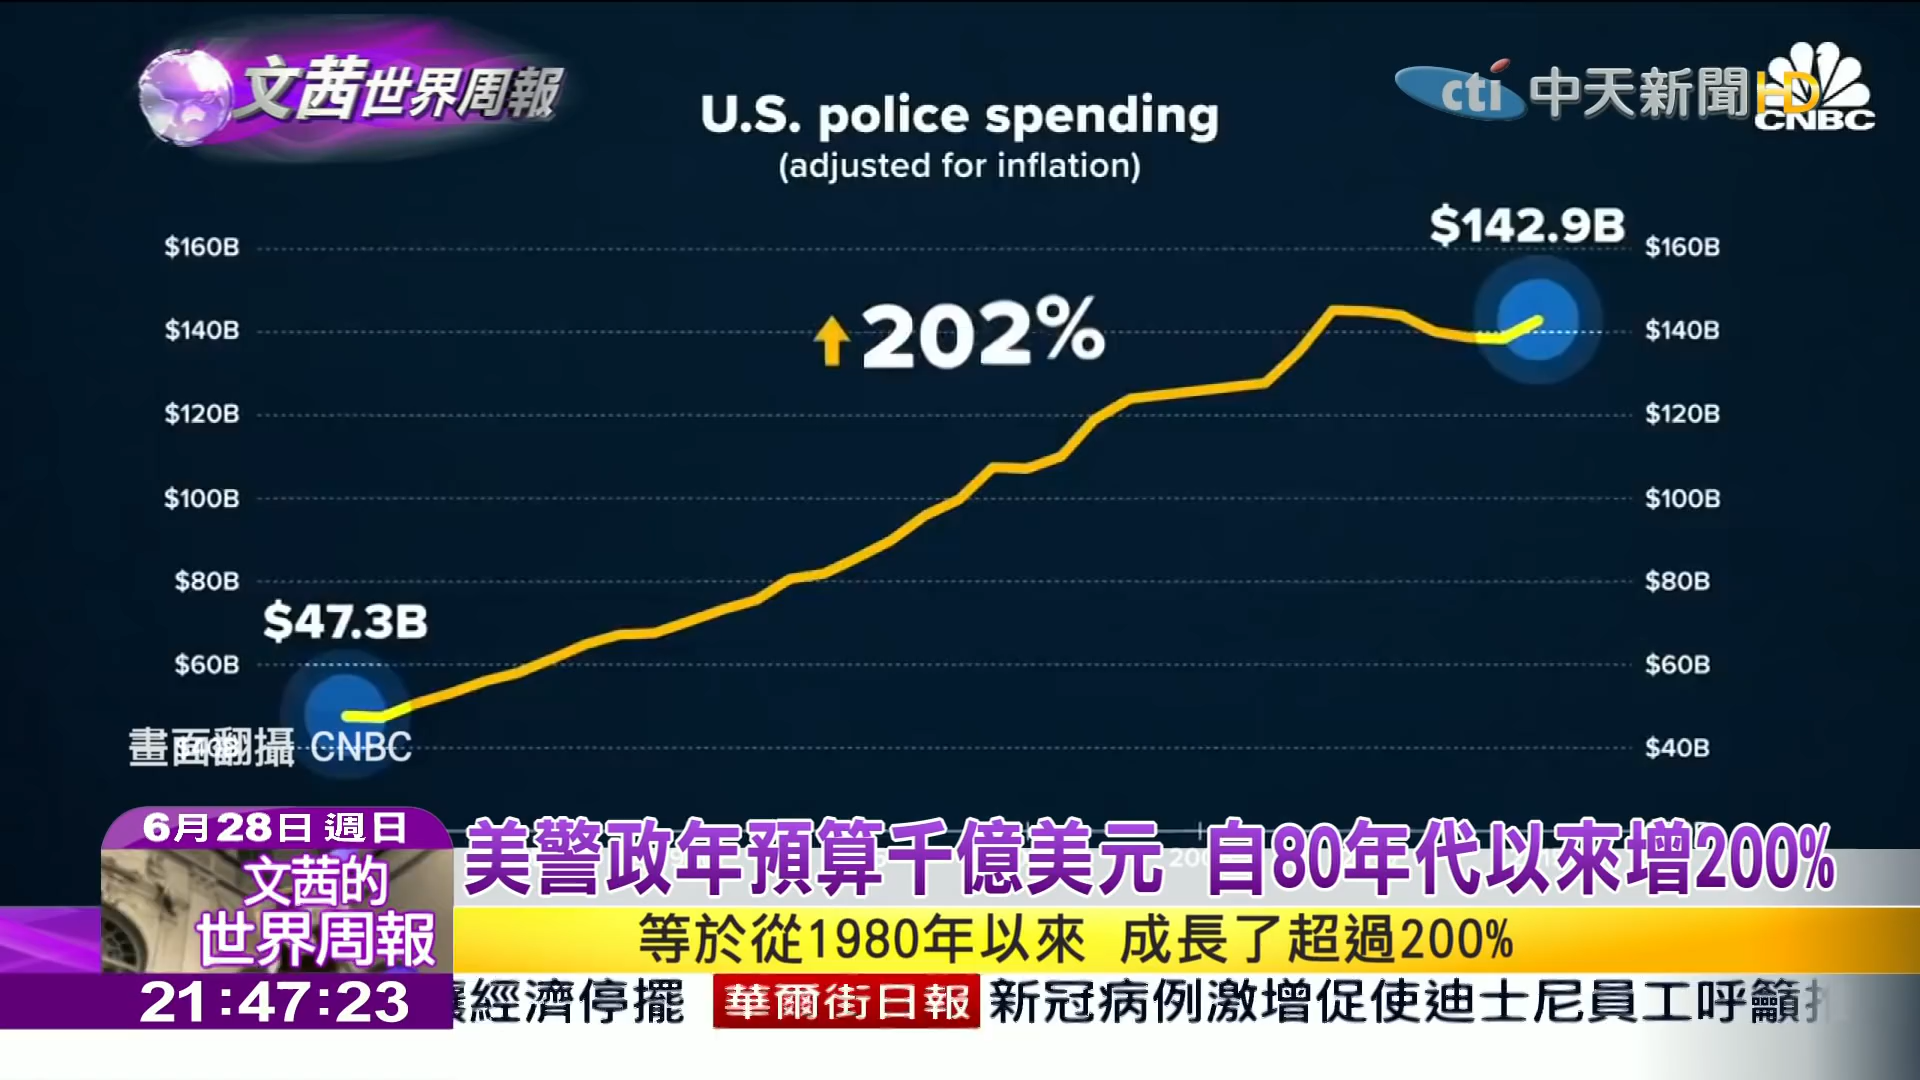 文茜世界周報
cti 中天新聞 HD
CNBC
U.S. police spending
(adjusted for inflation)
$142.9B
$160B $160B
202%
$140B $140B
$120B $120B
$100B $100B
$80B $80B
$47.3B
$60B $60B
畫面翻攝 CNBC
$40B
6月28日 週日
美警政年預算千億美元 自80年代以來增200%
文茜的
世界周報
等於從1980年以來 成長了超過200%
21:47:23
經濟停擺 華爾街日報 新冠病例激增促使迪士尼員工呼籲